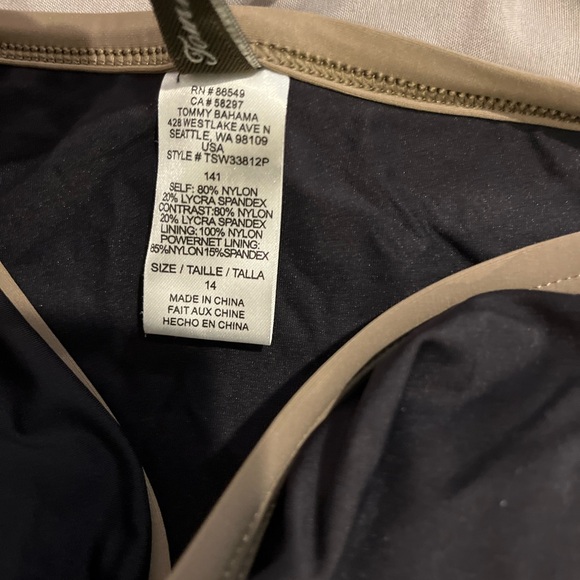 RN # 86549
CA # 58297
TOMMY BAHAMA
428 WESTLAKE AVE N
SEATTLE, WA 98109
USA
STYLE # TSW33812P
141
SELF: 80% NYLON
20% LYCRA SPANDEX
CONTRAST:80% NYLON
20% LYCRA SPANDEX
LINING: 100% NYLON
POWERNET LINING:
85%NYLON15%SPANDEX
SIZE / TAILLE / TALLA
14
MADE IN CHINA
FAIT AUX CHINE
HECHO EN CHINA